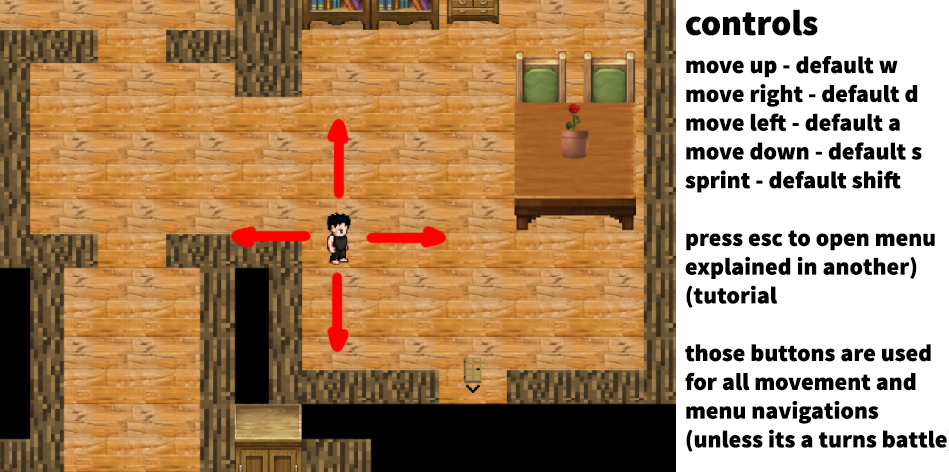 controls
move up - default w
move right - default d
move left - default a
move down - default s
sprint - default shift
press esc to open menu
explained in another)
(tutorial
those buttons are used
for all movement and
menu navigations
(unless its a turns battle